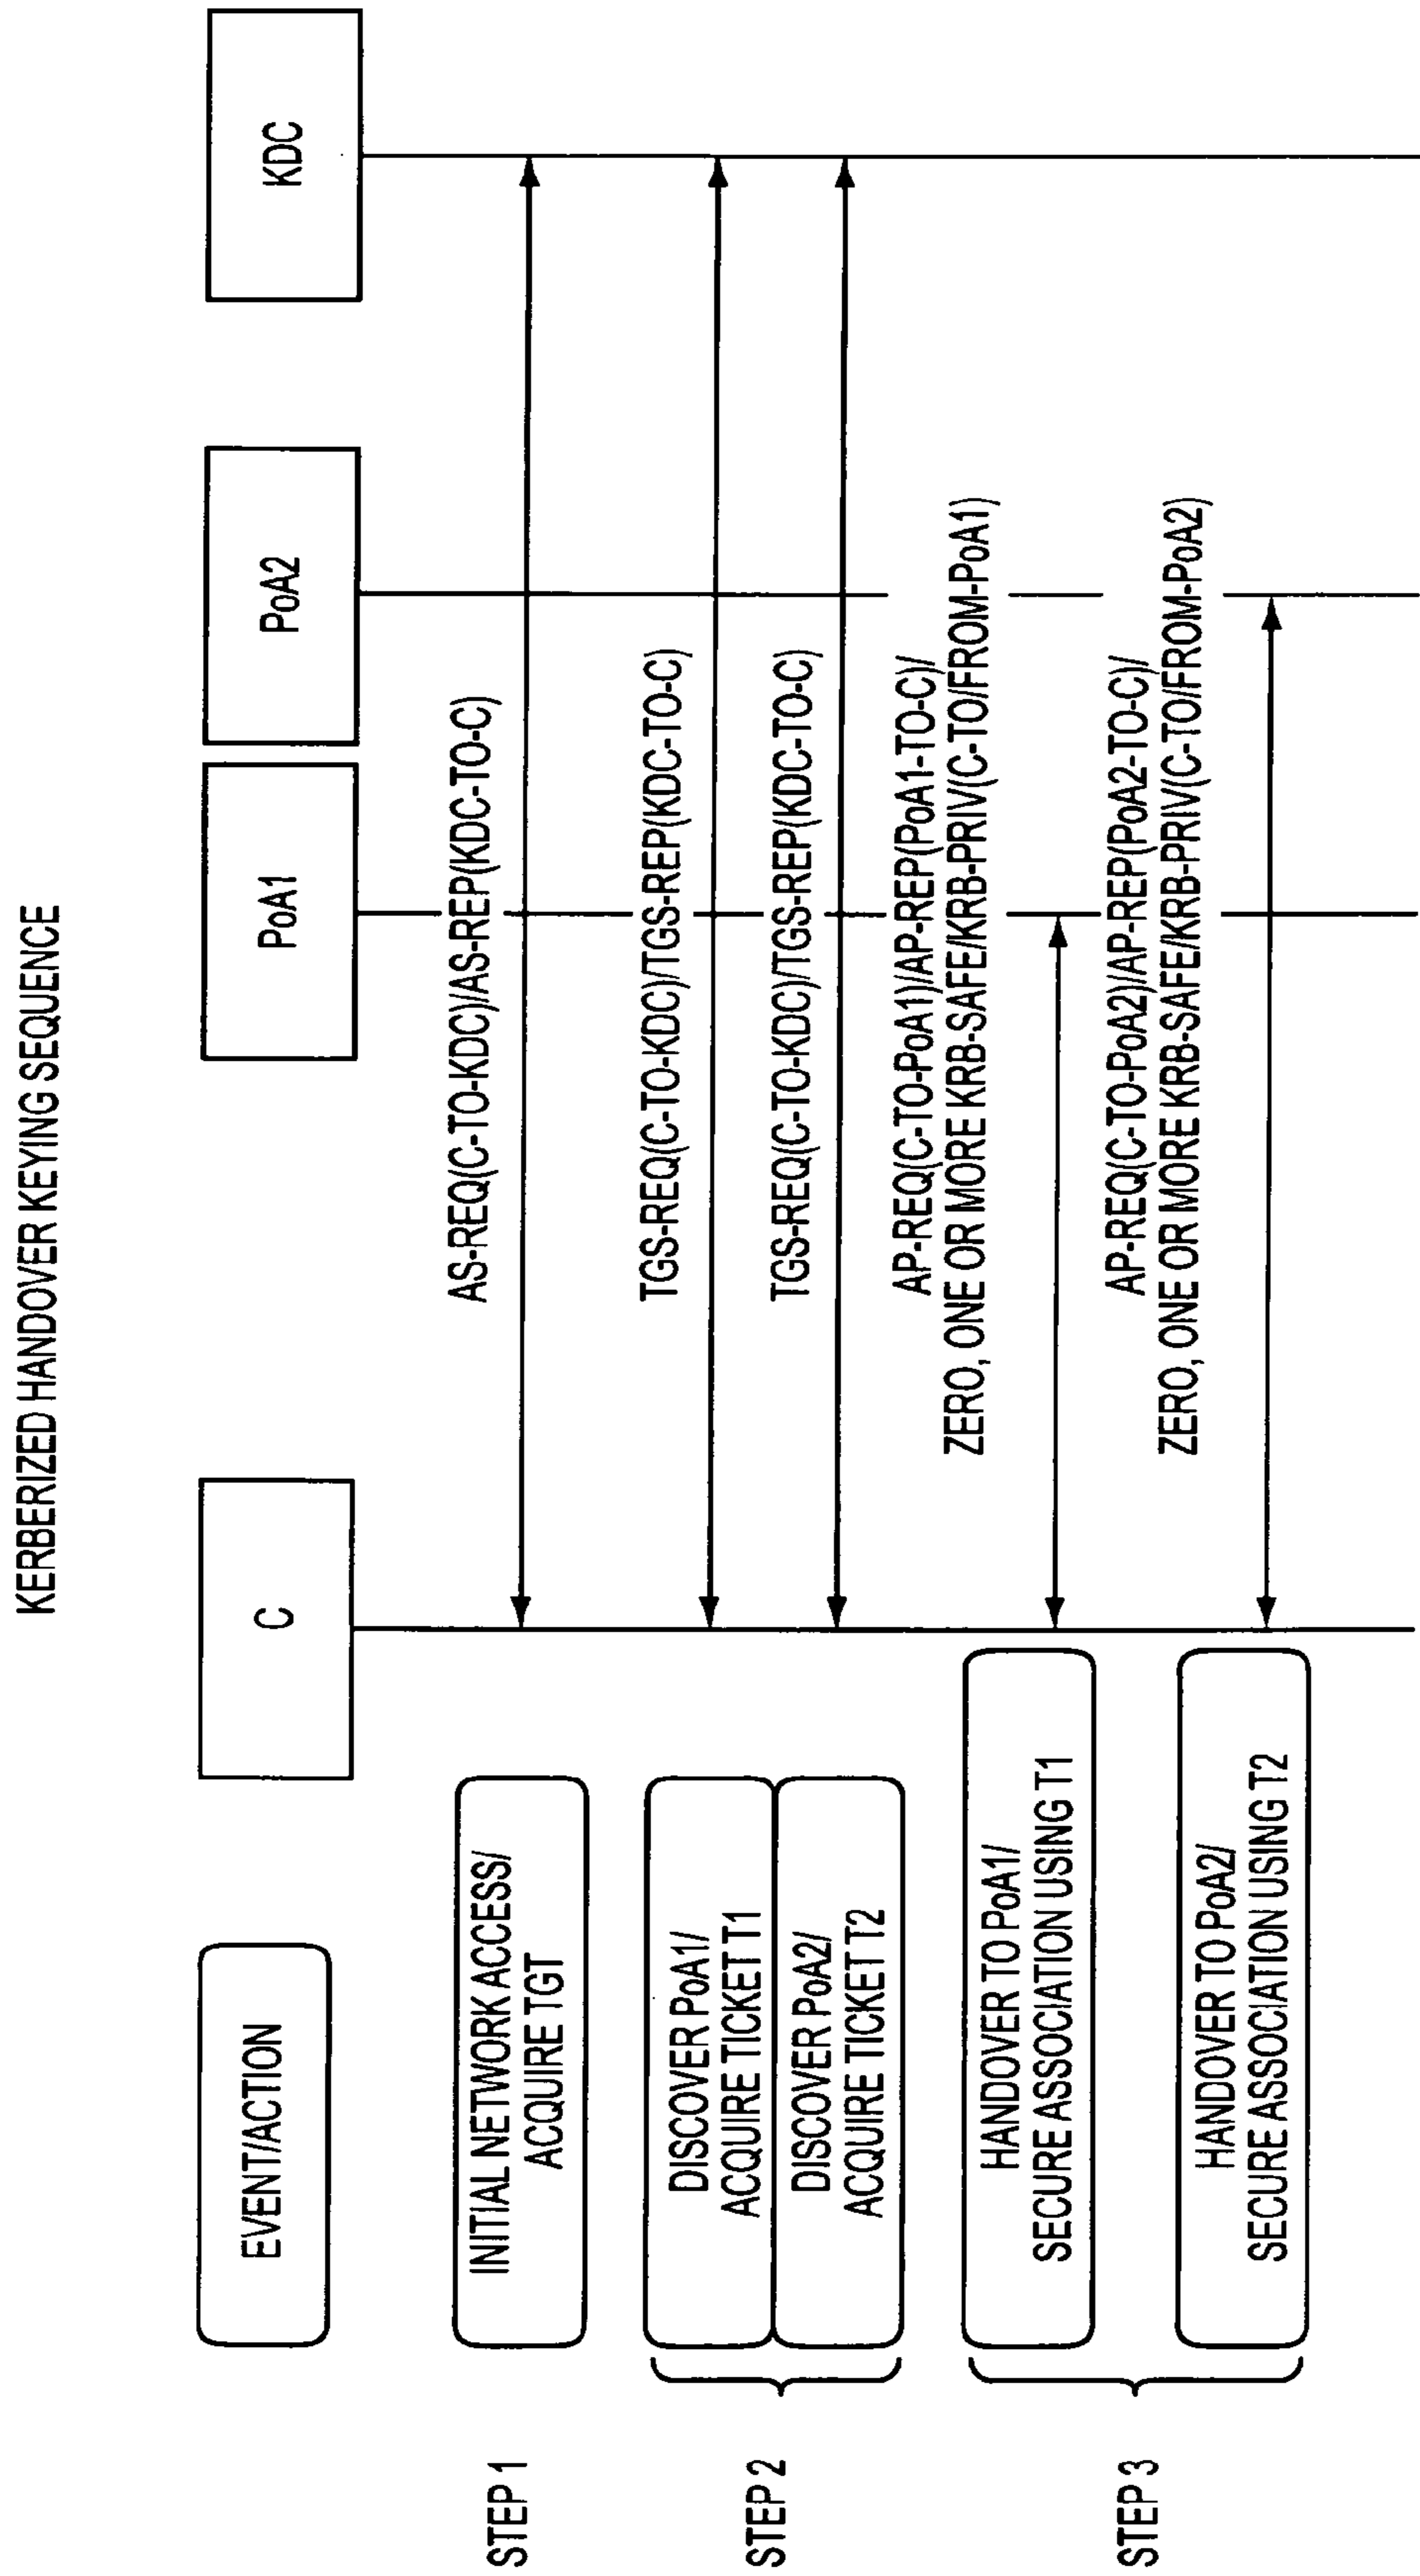 KERBERIZED HANDOVER KEYING SEQUENCE
EVENT/ACTION
C
PoA1
PoA2
KDC
STEP 1
INITIAL NETWORK ACCESS/
ACQUIRE TGT
AS-REQ(C-TO-KDC)/AS-REP(KDC-TO-C)
STEP 2
DISCOVER PoA1/
ACQUIRE TICKET T1
TGS-REQ(C-TO-KDC)/TGS-REP(KDC-TO-C)
DISCOVER PoA2/
ACQUIRE TICKET T2
TGS-REQ(C-TO-KDC)/TGS-REP(KDC-TO-C)
STEP 3
HANDOVER TO PoA1/
SECURE ASSOCIATION USING T1
AP-REQ(C-TO-PoA1)/AP-REP(PoA1-TO-C)/
ZERO, ONE OR MORE KRB-SAFE/KRB-PRIV(C-TO/FROM-PoA1)
HANDOVER TO PoA2/
SECURE ASSOCIATION USING T2
AP-REQ(C-TO-PoA2)/AP-REP(PoA2-TO-C)/
ZERO, ONE OR MORE KRB-SAFE/KRB-PRIV(C-TO/FROM-PoA2)